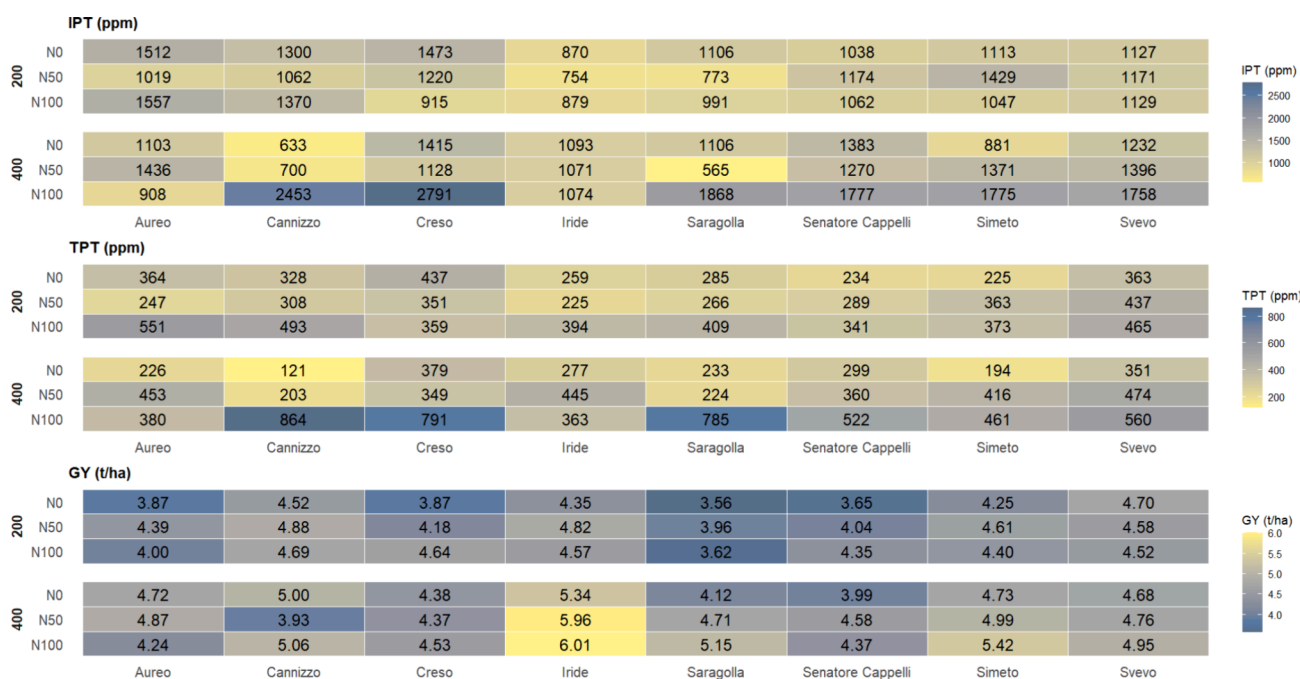 IPT (ppm)
200
N0 1512 1300 1473 870 1106 1038 1113 1127
N50 1019 1062 1220 754 773 1174 1429 1171
N100 1557 1370 915 879 991 1062 1047 1129
400
N0 1103 633 1415 1093 1106 1383 881 1232
N50 1436 700 1128 1071 565 1270 1371 1396
N100 908 2453 2791 1074 1868 1777 1775 1758
Aureo Cannizzo Creso Iride Saragolla Senatore Cappelli Simeto Svevo
IPT (ppm)
2500
2000
1500
1000
TPT (ppm)
200
N0 364 328 437 259 285 234 225 363
N50 247 308 351 225 266 289 363 437
N100 551 493 359 394 409 341 373 465
400
N0 226 121 379 277 233 299 194 351
N50 453 203 349 445 224 360 416 474
N100 380 864 791 363 785 522 461 560
Aureo Cannizzo Creso Iride Saragolla Senatore Cappelli Simeto Svevo
TPT (ppm)
800
600
400
200
GY (t/ha)
200
N0 3.87 4.52 3.87 4.35 3.56 3.65 4.25 4.70
N50 4.39 4.88 4.18 4.82 3.96 4.04 4.61 4.58
N100 4.00 4.69 4.64 4.57 3.62 4.35 4.40 4.52
400
N0 4.72 5.00 4.38 5.34 4.12 3.99 4.73 4.68
N50 4.87 3.93 4.37 5.96 4.71 4.58 4.99 4.76
N100 4.24 5.06 4.53 6.01 5.15 4.37 5.42 4.95
Aureo Cannizzo Creso Iride Saragolla Senatore Cappelli Simeto Svevo
GY (t/ha)
6.0
5.5
5.0
4.5
4.0